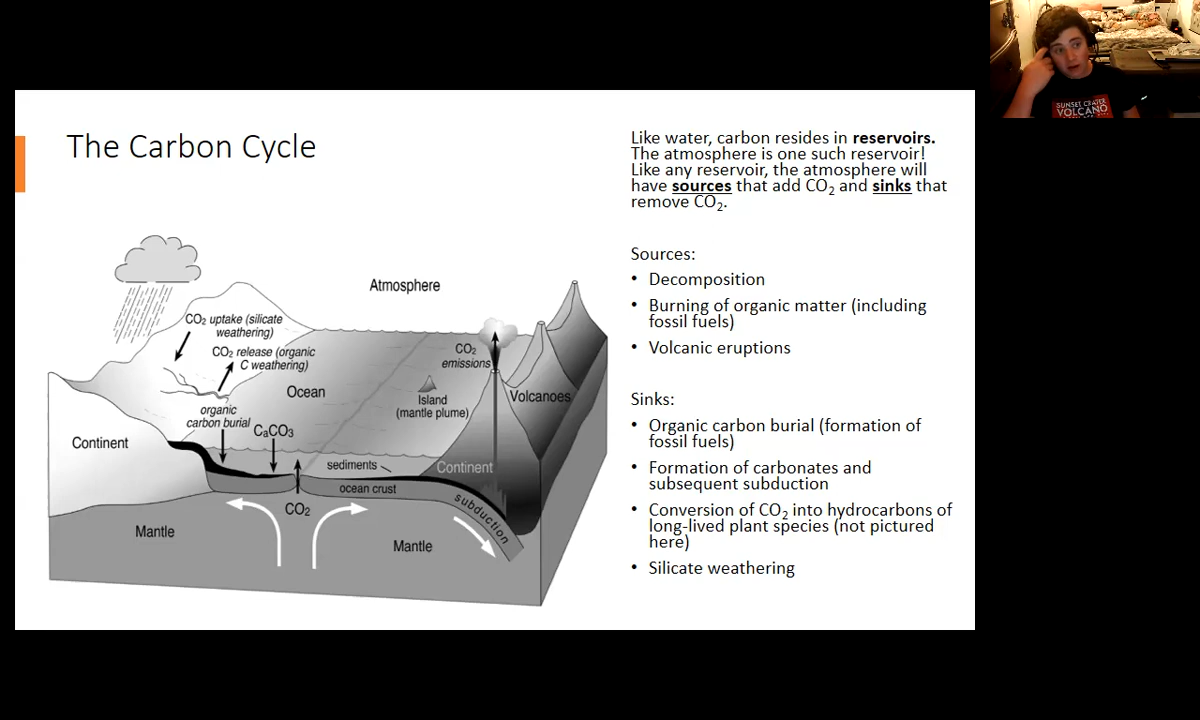 The Carbon Cycle
Like water, carbon resides in reservoirs.
The atmosphere is one such reservoir!
Like any reservoir, the atmosphere will
have sources that add CO₂ and sinks that
remove CO₂.
Sources:
• Decomposition
• Burning of organic matter (including
fossil fuels)
• Volcanic eruptions
Sinks:
• Organic carbon burial (formation of
fossil fuels)
• Formation of carbonates and
subsequent subduction
• Conversion of CO₂ into hydrocarbons of
long-lived plant species (not pictured
here)
• Silicate weathering
Atmosphere
CO₂ uptake (silicate
weathering)
CO₂ release (organic
C weathering)
CO₂
emissions
Ocean
Island
(mantle plume)
Volcanoes
organic
carbon burial
CaCO₃
Continent
sediments
Continent
ocean crust
subduction
CO₂
Mantle
Mantle
SUNSET CRATER
VOLCANO